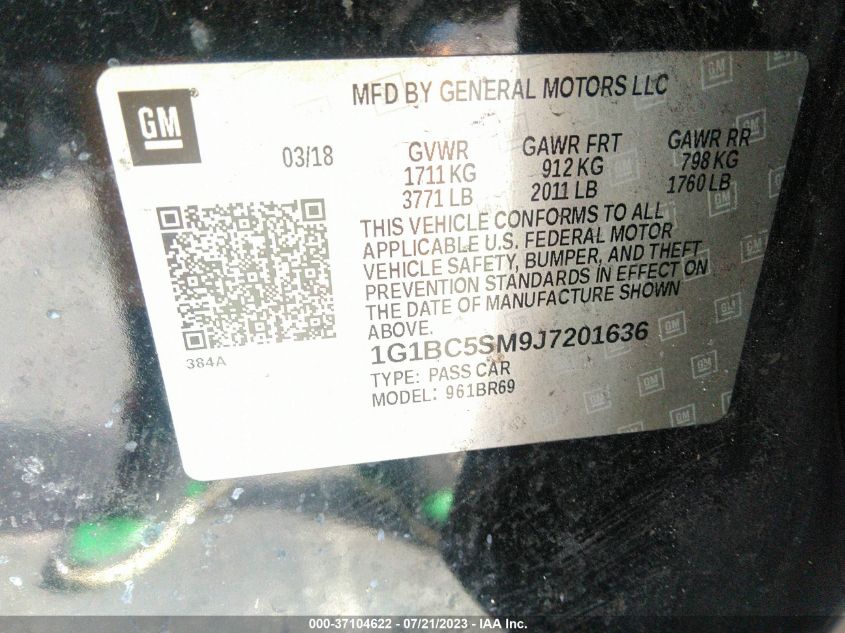 MFD BY GENERAL MOTORS LLC
GM
03/18
GVWR GAWR FRT GAWR RR
1711 KG 912 KG 798 KG
3771 LB 2011 LB 1760 LB
THIS VEHICLE CONFORMS TO ALL
APPLICABLE U.S. FEDERAL MOTOR
VEHICLE SAFETY, BUMPER, AND THEFT
PREVENTION STANDARDS IN EFFECT ON
THE DATE OF MANUFACTURE SHOWN
ABOVE.
384A
1G1BC5SM9J7201636
TYPE: PASS CAR
MODEL: 961BR69
000-37104622 - 07/21/2023 - IAA Inc.